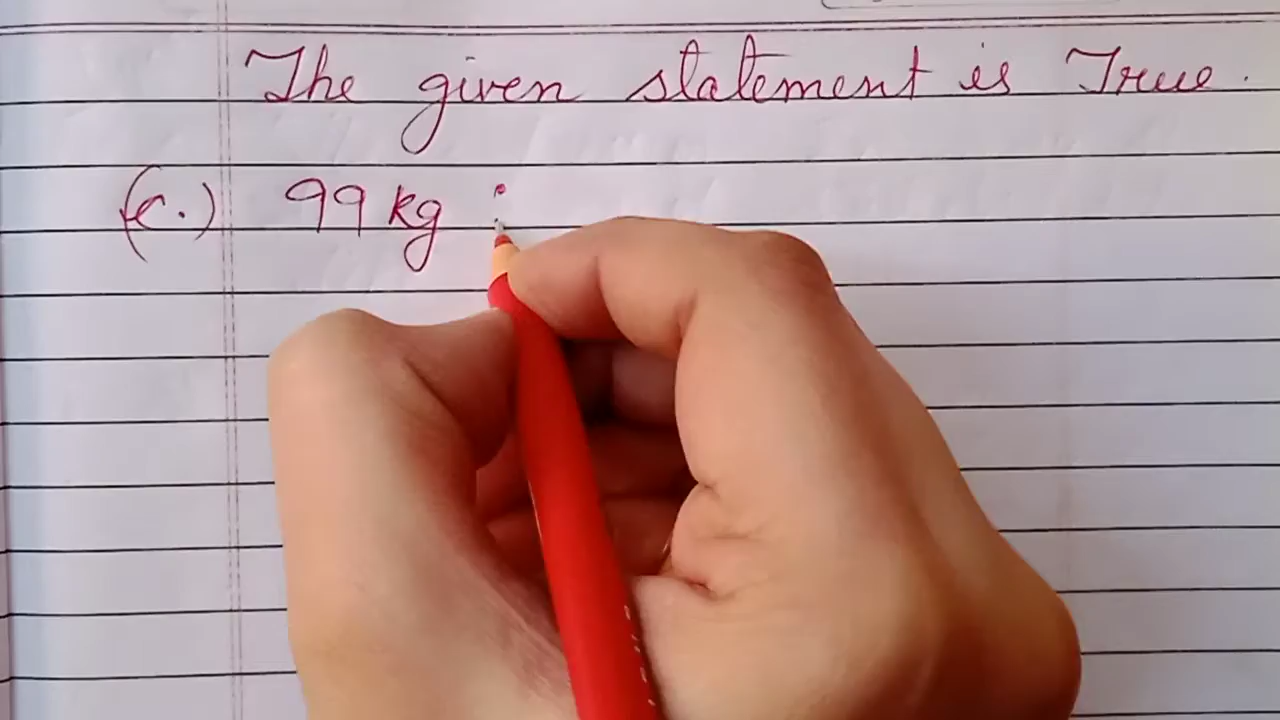 The given statement is True.
(c.) 99 kg :